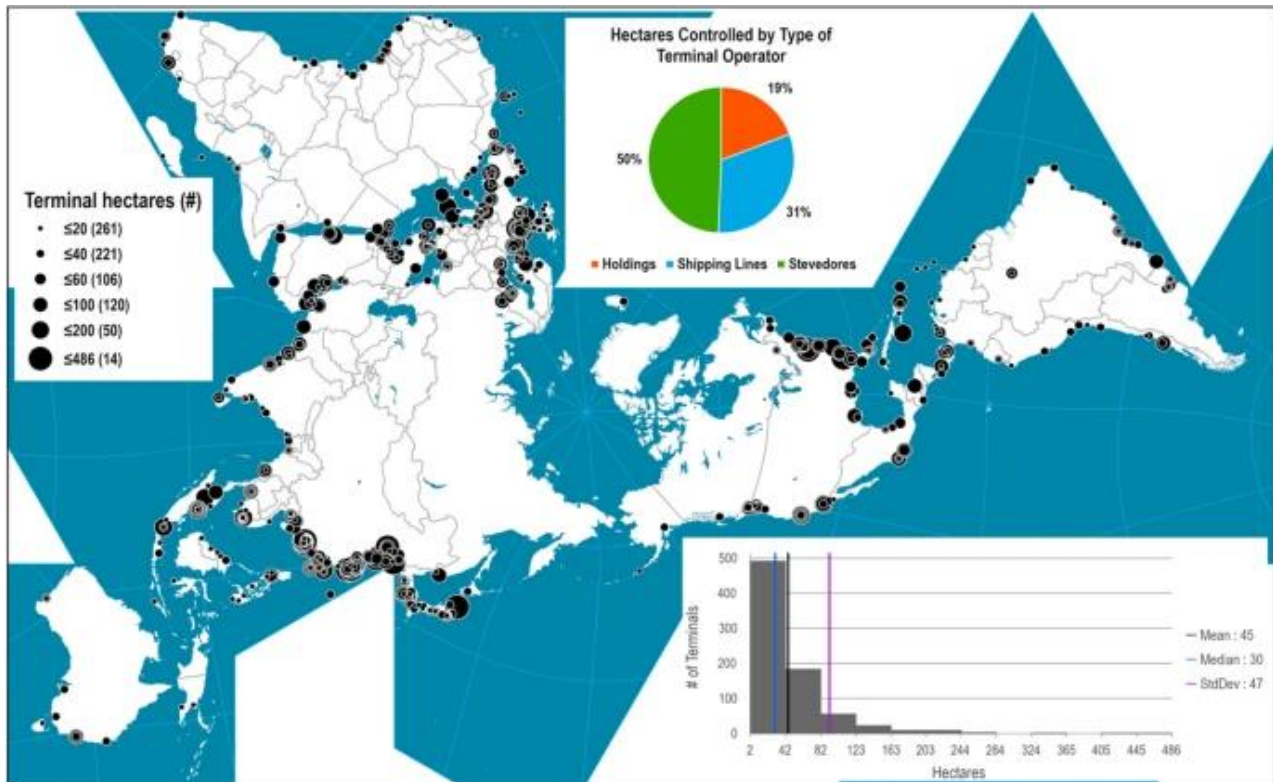 Hectares Controlled by Type of
Terminal Operator
19%
50%
31%
Holdings Shipping Lines Stevedores
Terminal hectares (#)
≤20 (261)
≤40 (221)
≤60 (106)
≤100 (120)
≤200 (50)
≤486 (14)
500
400
300
200
100
0
# of Terminals
2 42 82 123 163 203 244 284 324 365 405 445 486
Hectares
Mean : 45
Median : 30
StdDev : 47